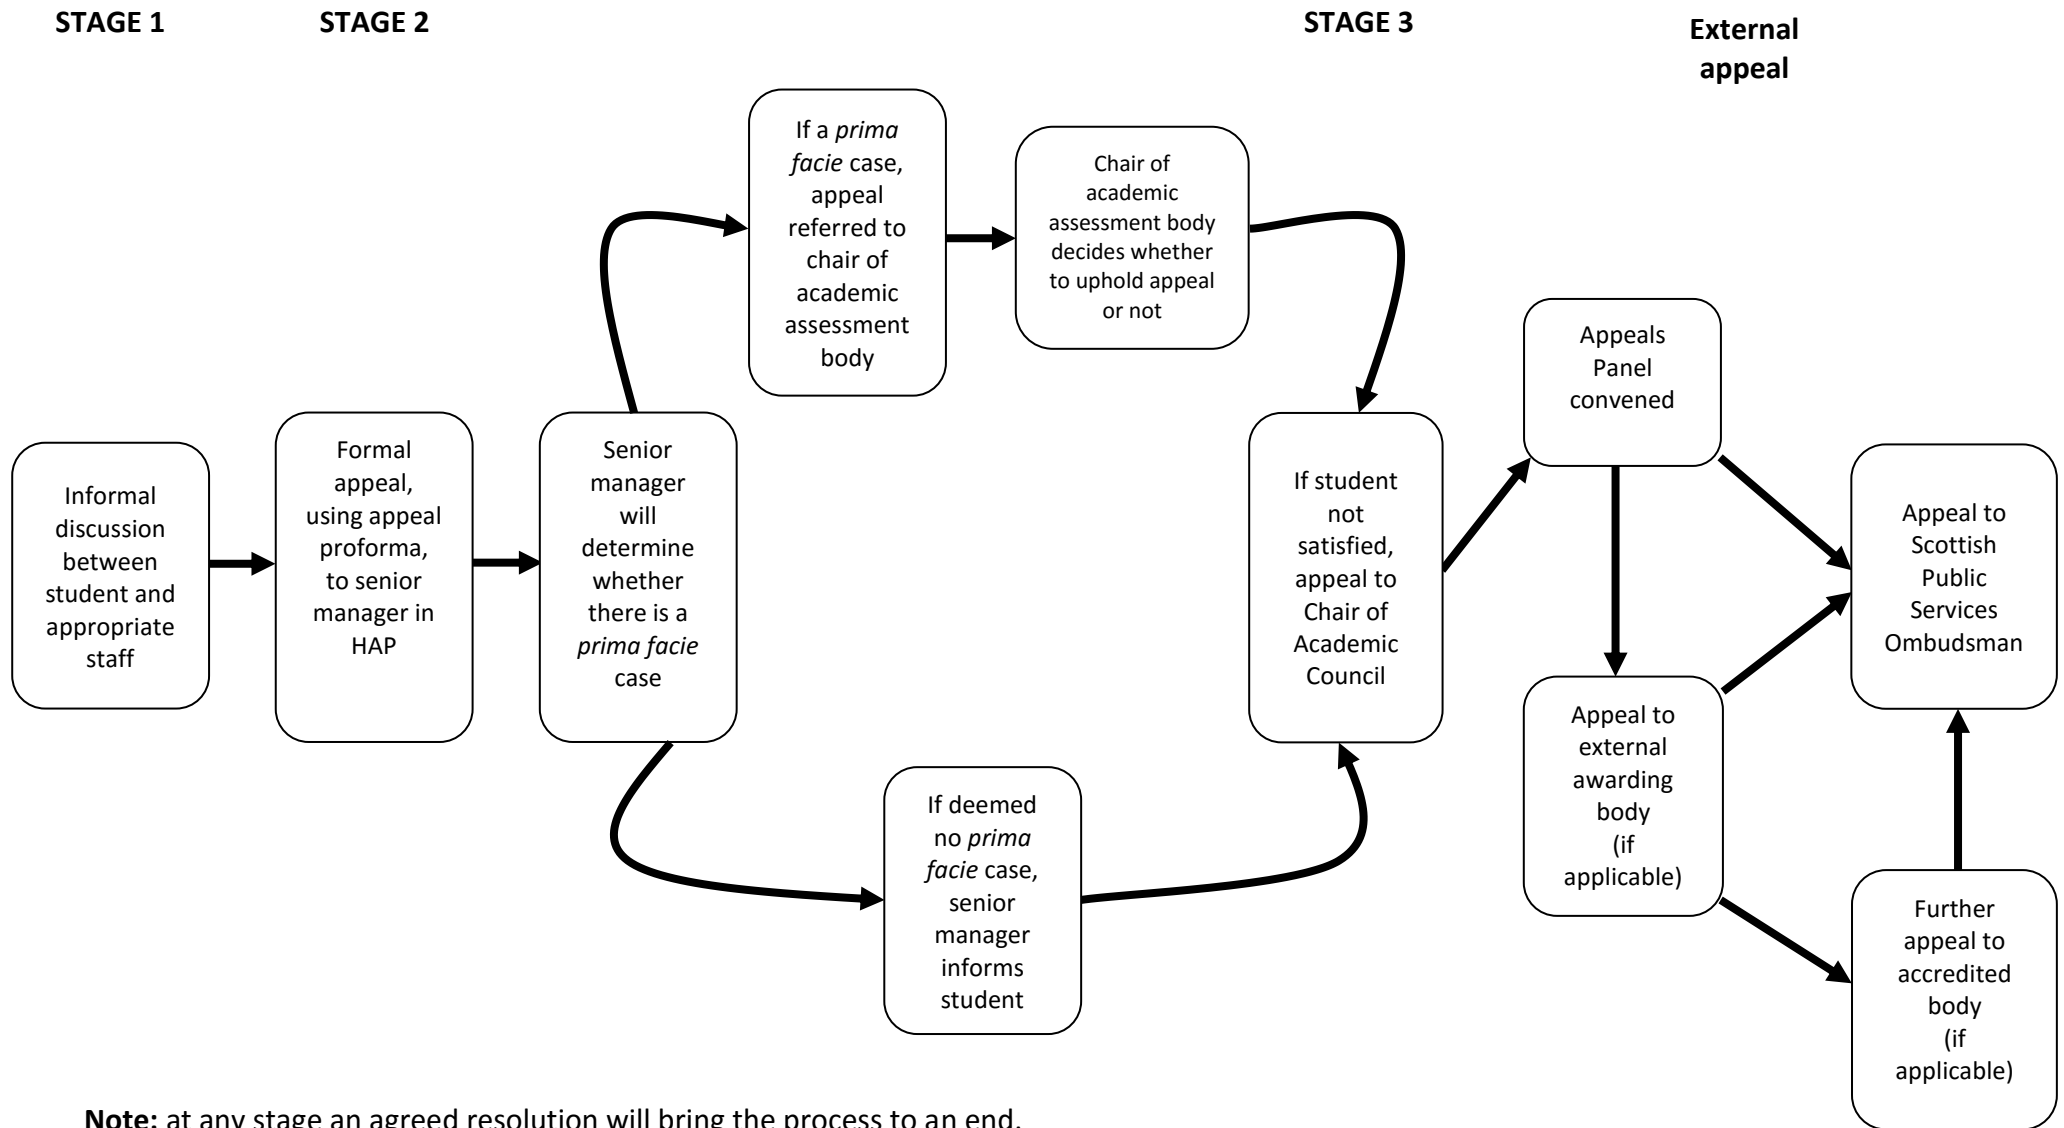 STAGE 1
STAGE 2
STAGE 3
External
appeal
Informal
discussion
between
student and
appropriate
staff
Formal
appeal,
using appeal
proforma,
to senior
manager in
HAP
Senior
manager
will
determine
whether
there is a
prima facie
case
If a prima
facie case,
appeal
referred to
chair of
academic
assessment
body
Chair of
academic
assessment body
decides whether
to uphold appeal
or not
If deemed
no prima
facie case,
senior
manager
informs
student
If student
not
satisfied,
appeal to
Chair of
Academic
Council
Appeals
Panel
convened
Appeal to
external
awarding
body
(if
applicable)
Further
appeal to
accredited
body
(if
applicable)
Appeal to
Scottish
Public
Services
Ombudsman
Note: at any stage an agreed resolution will bring the process to an end.